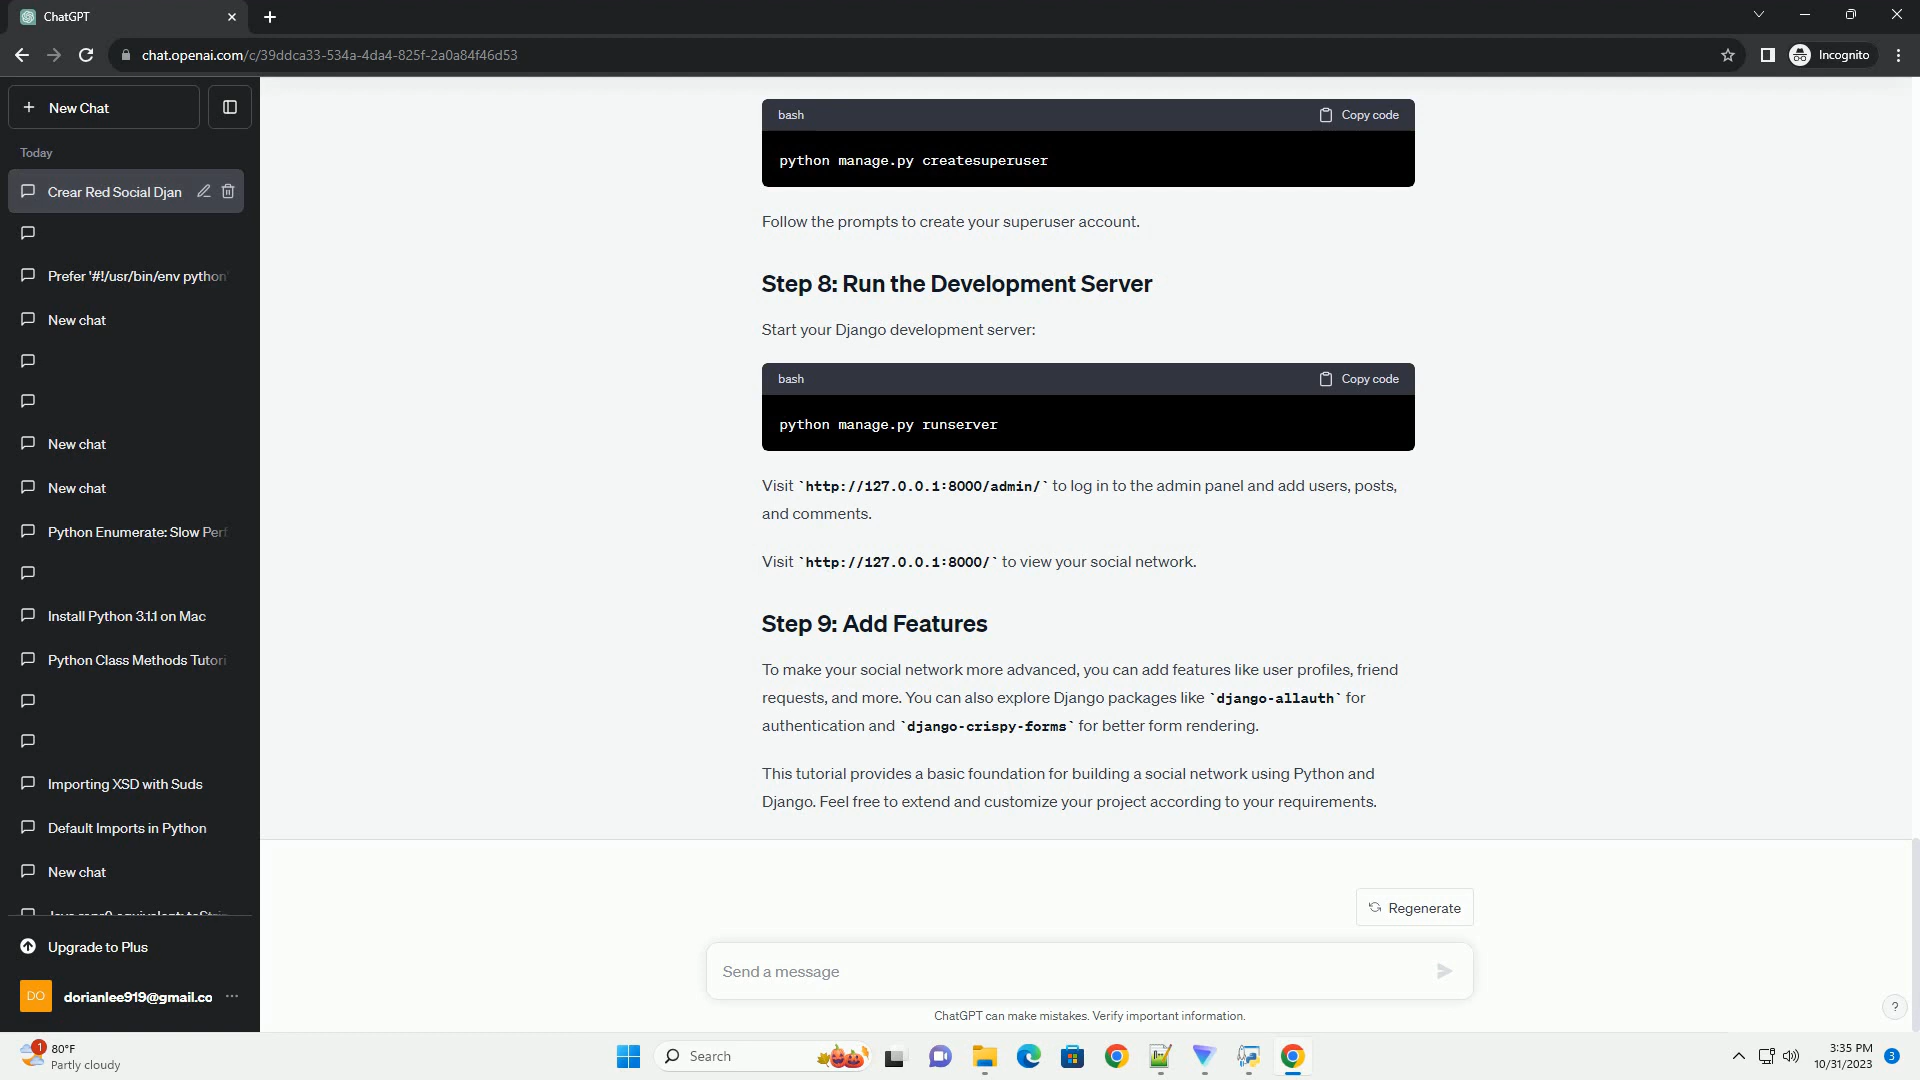 ChatGPT
chat.openai.com/c/39ddca33-534a-4da4-825f-2a0a84f46d53
Incognito
New Chat
Today
Crear Red Social Djan
Prefer '#!/usr/bin/env python'
New chat
New chat
New chat
Python Enumerate: Slow Perf
Install Python 3.1.1 on Mac
Python Class Methods Tutori
Importing XSD with Suds
Default Imports in Python
New chat
Upgrade to Plus
DO
dorianlee919@gmail.co
bash
Copy code
python manage.py createsuperuser
Follow the prompts to create your superuser account.
Step 8: Run the Development Server
Start your Django development server:
bash
Copy code
python manage.py runserver
Visit `http://127.0.0.1:8000/admin/` to log in to the admin panel and add users, posts,
and comments.
Visit `http://127.0.0.1:8000/` to view your social network.
Step 9: Add Features
To make your social network more advanced, you can add features like user profiles, friend
requests, and more. You can also explore Django packages like `django-allauth` for
authentication and `django-crispy-forms` for better form rendering.
This tutorial provides a basic foundation for building a social network using Python and
Django. Feel free to extend and customize your project according to your requirements.
Regenerate
Send a message
ChatGPT can make mistakes. Verify important information.
?
1
80°F
Partly cloudy
Search
3:35 PM
10/31/2023
3